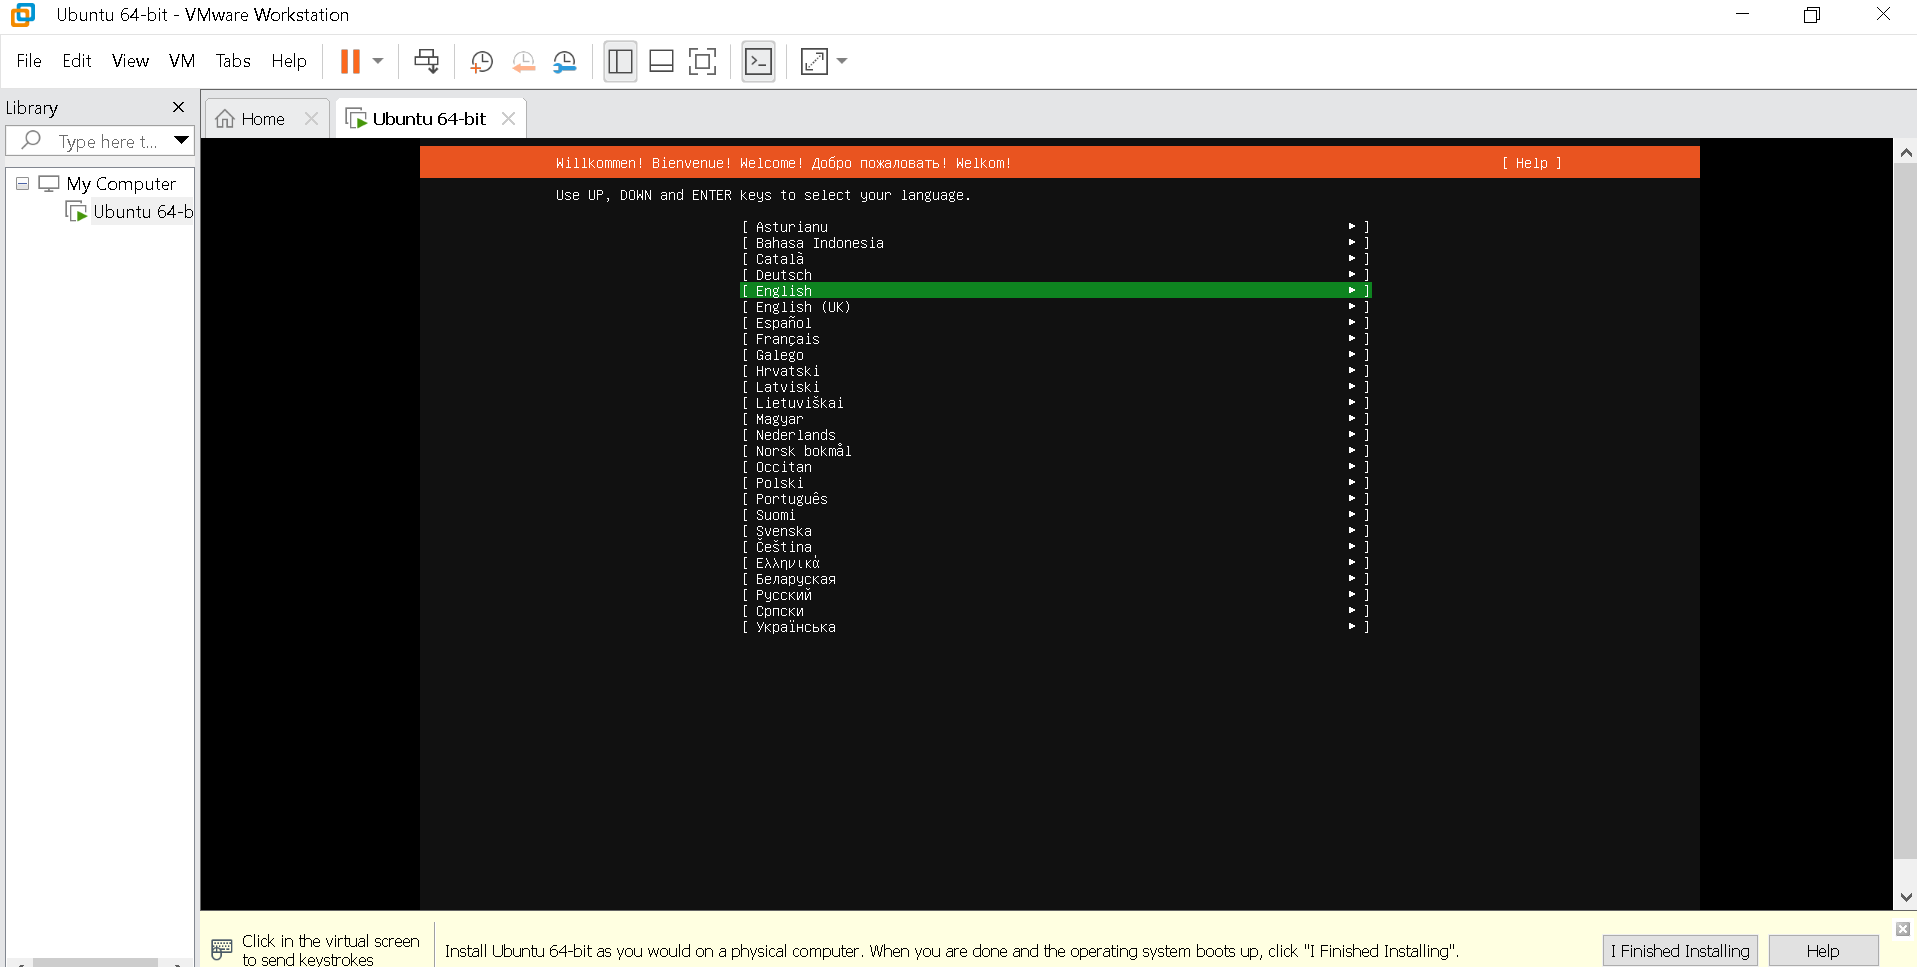 Ubuntu 64-bit - VMware Workstation
File Edit View VM Tabs Help
Library
Type here t...
My Computer
Ubuntu 64-b
Home
Ubuntu 64-bit
Willkommen! Bienvenue! Welcome! Добро пожаловать! Welkom! [ Help ]
Use UP, DOWN and ENTER keys to select your language.
[ Asturianu ▸ ]
[ Bahasa Indonesia ▸ ]
[ Català ▸ ]
[ Deutsch ▸ ]
[ English ▸ ]
[ English (UK) ▸ ]
[ Español ▸ ]
[ Français ▸ ]
[ Galego ▸ ]
[ Hrvatski ▸ ]
[ Latviski ▸ ]
[ Lietuviškai ▸ ]
[ Magyar ▸ ]
[ Nederlands ▸ ]
[ Norsk bokmål ▸ ]
[ Occitan ▸ ]
[ Polski ▸ ]
[ Português ▸ ]
[ Suomi ▸ ]
[ Svenska ▸ ]
[ Čeština ▸ ]
[ Ελληνικά ▸ ]
[ Беларуская ▸ ]
[ Русский ▸ ]
[ Српски ▸ ]
[ Українська ▸ ]
Click in the virtual screen
to send keystrokes
Install Ubuntu 64-bit as you would on a physical computer. When you are done and the operating system boots up, click "I Finished Installing".
I Finished Installing
Help